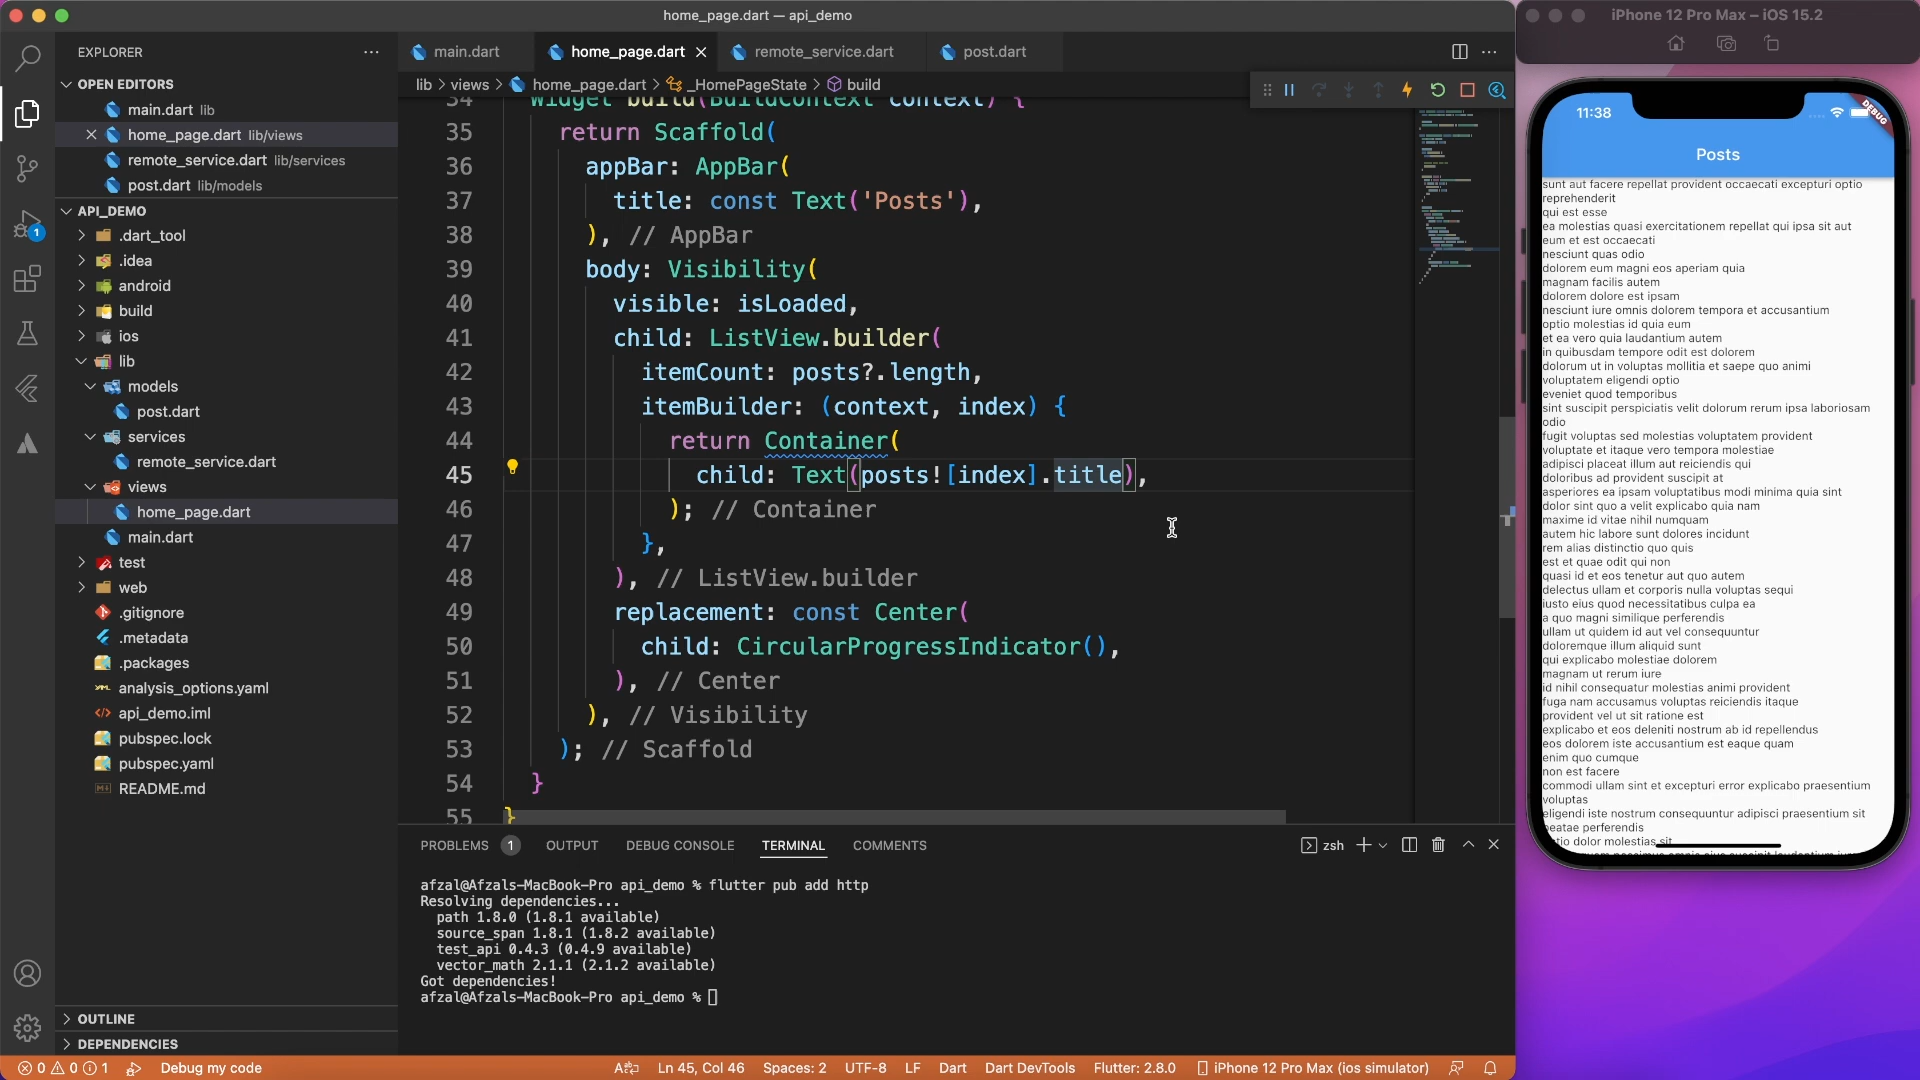 home_page.dart — api_demo
EXPLORER
OPEN EDITORS
main.dart lib
home_page.dart lib/views
remote_service.dart lib/services
post.dart lib/models
API_DEMO
.dart_tool
.idea
android
build
ios
lib
models
post.dart
services
remote_service.dart
views
home_page.dart
main.dart
test
web
.gitignore
.metadata
.packages
analysis_options.yaml
api_demo.iml
pubspec.lock
pubspec.yaml
README.md
OUTLINE
DEPENDENCIES
1
main.dart
home_page.dart
remote_service.dart
post.dart
lib > views > home_page.dart > _HomePageState > build
34 Widget build(BuildContext context) {
35 return Scaffold(
36 appBar: AppBar(
37 title: const Text('Posts'),
38 ), // AppBar
39 body: Visibility(
40 visible: isLoaded,
41 child: ListView.builder(
42 itemCount: posts?.length,
43 itemBuilder: (context, index) {
44 return Container(
45 child: Text(posts![index].title),
46 ); // Container
47 },
48 ), // ListView.builder
49 replacement: const Center(
50 child: CircularProgressIndicator(),
51 ), // Center
52 ), // Visibility
53 ); // Scaffold
54 }
55 }
PROBLEMS 1 OUTPUT DEBUG CONSOLE TERMINAL COMMENTS
zsh
afzal@Afzals-MacBook-Pro api_demo % flutter pub add http
Resolving dependencies...
path 1.8.0 (1.8.1 available)
source_span 1.8.1 (1.8.2 available)
test_api 0.4.3 (0.4.9 available)
vector_math 2.1.1 (2.1.2 available)
Got dependencies!
afzal@Afzals-MacBook-Pro api_demo %
0 0 1 Debug my code
Ln 45, Col 46 Spaces: 2 UTF-8 LF Dart Dart DevTools Flutter: 2.8.0 iPhone 12 Pro Max (ios simulator)
iPhone 12 Pro Max – iOS 15.2
11:38
DEBUG
Posts
sunt aut facere repellat provident occaecati excepturi optio
reprehenderit
qui est esse
ea molestias quasi exercitationem repellat qui ipsa sit aut
eum et est occaecati
nesciunt quas odio
dolorem eum magni eos aperiam quia
magnam facilis autem
dolorem dolore est ipsam
nesciunt iure omnis dolorem tempora et accusantium
optio molestias id quia eum
et ea vero quia laudantium autem
in quibusdam tempore odit est dolorem
dolorum ut in voluptas mollitia et saepe quo animi
voluptatem eligendi optio
eveniet quod temporibus
sint suscipit perspiciatis velit dolorum rerum ipsa laboriosam
odio
fugit voluptas sed molestias voluptatem provident
voluptate et itaque vero tempora molestiae
adipisci placeat illum aut reiciendis qui
doloribus ad provident suscipit at
asperiores ea ipsam voluptatibus modi minima quia sint
dolor sint quo a velit explicabo quia nam
maxime id vitae nihil numquam
autem hic labore sunt dolores incidunt
rem alias distinctio quo quis
est et quae odit qui non
quasi id et eos tenetur aut quo autem
delectus ullam et corporis nulla voluptas sequi
iusto eius quod necessitatibus culpa ea
a quo magni similique perferendis
ullam ut quidem id aut vel consequuntur
doloremque illum aliquid sunt
qui explicabo molestiae dolorem
magnam ut rerum iure
id nihil consequatur molestias animi provident
fuga nam accusamus voluptas reiciendis itaque
provident vel ut sit ratione est
explicabo et eos deleniti nostrum ab id repellendus
eos dolorem iste accusantium est eaque quam
enim quo cumque
non est facere
commodi ullam sint et excepturi error explicabo praesentium
voluptas
eligendi iste nostrum consequuntur adipisci praesentium sit
beatae perferendis
optio dolor molestias sit